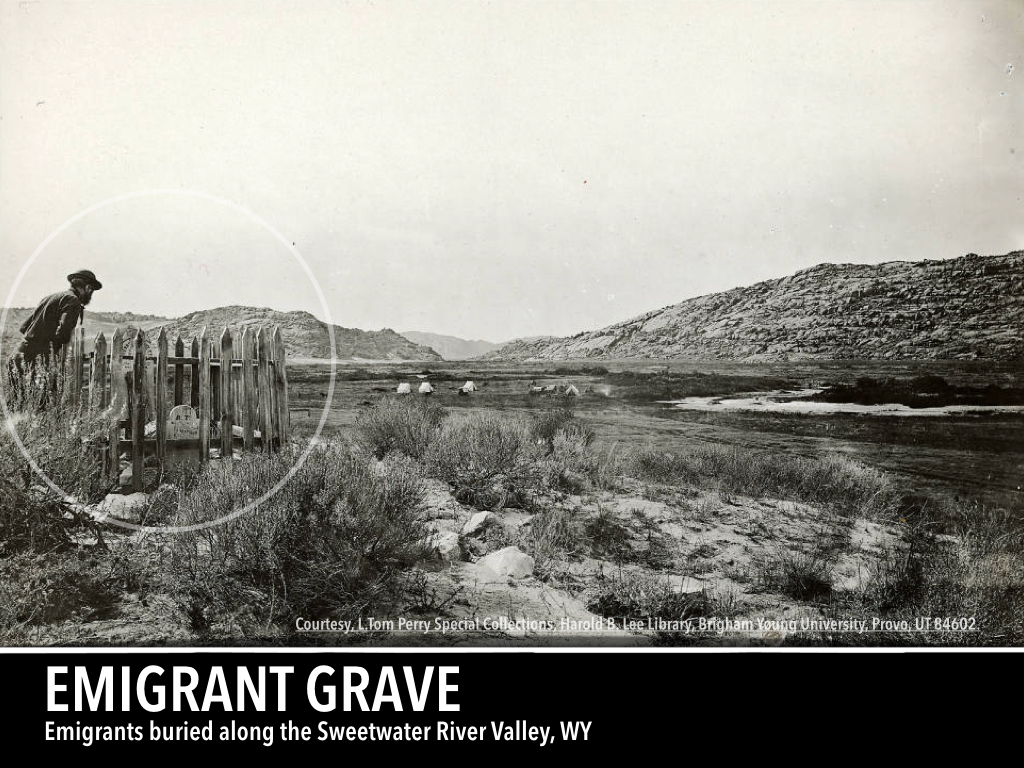 Courtesy, L.Tom Perry Special Collections, Harold B. Lee Library, Brigham Young University, Provo, UT 84602.
EMIGRANT GRAVE
Emigrants buried along the Sweetwater River Valley, WY